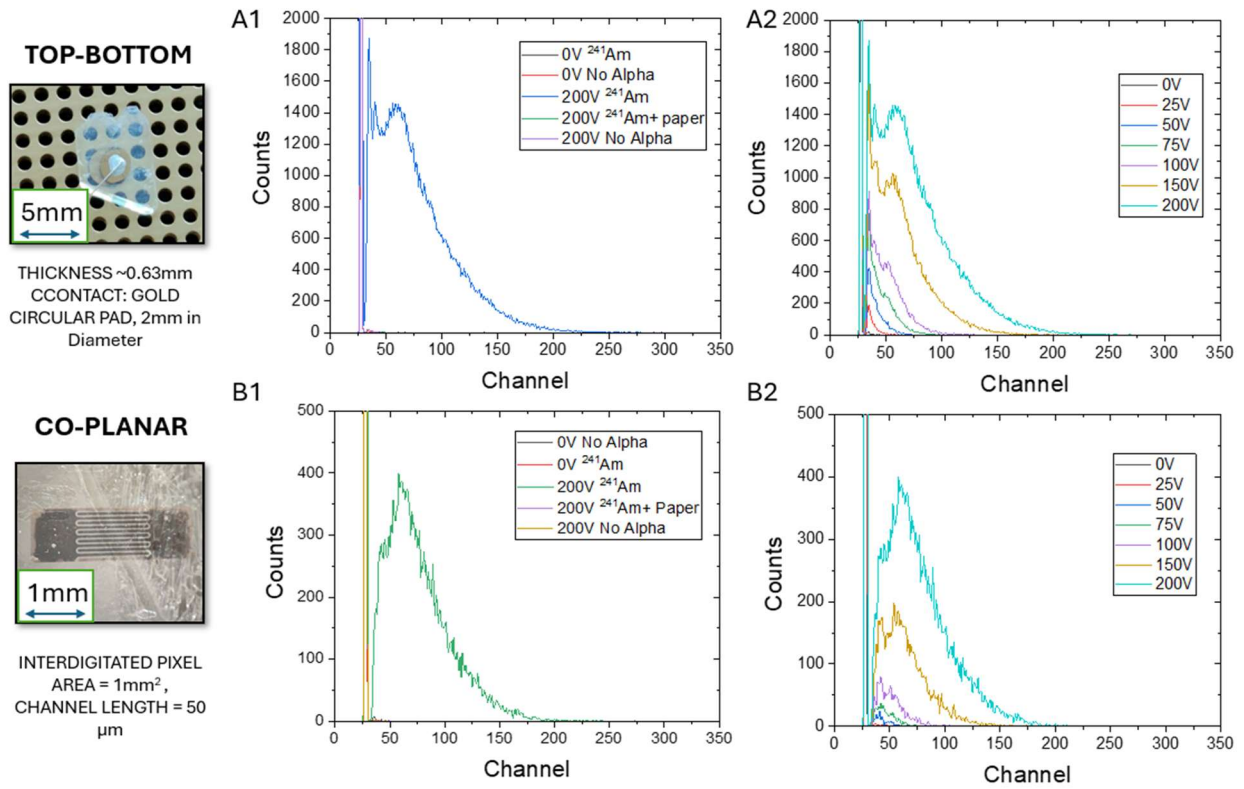 TOP-BOTTOM
5mm
THICKNESS ~0.63mm
CCONTACT: GOLD
CIRCULAR PAD, 2mm in
Diameter
A1
2000
1800
1600
1400
1200
1000
800
600
400
200
0
Counts
0 50 100 150 200 250 300 350
Channel
0V ²⁴¹Am
0V No Alpha
200V ²⁴¹Am
200V ²⁴¹Am+ paper
200V No Alpha
A2
2000
1800
1600
1400
1200
1000
800
600
400
200
0
Counts
0 50 100 150 200 250 300 350
Channel
0V
25V
50V
75V
100V
150V
200V
CO-PLANAR
1mm
INTERDIGITATED PIXEL
AREA = 1mm² ,
CHANNEL LENGTH = 50
µm
B1
500
400
300
200
100
0
Counts
0 50 100 150 200 250 300 350
Channel
0V No Alpha
0V ²⁴¹Am
200V ²⁴¹Am
200V ²⁴¹Am+ Paper
200V No Alpha
B2
500
400
300
200
100
0
Counts
0 50 100 150 200 250 300 350
Channel
0V
25V
50V
75V
100V
150V
200V